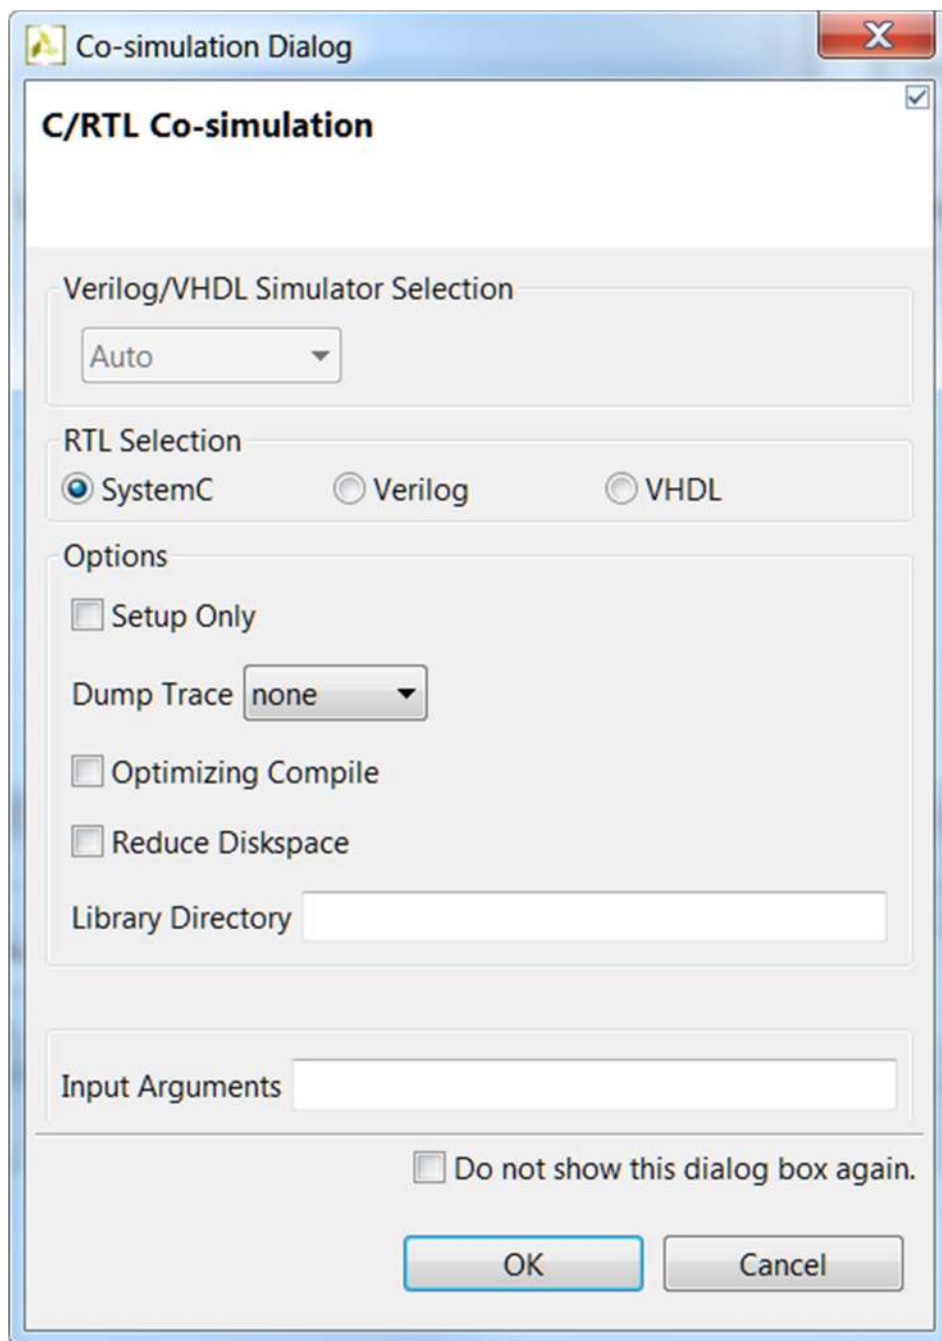 Co-simulation Dialog
C/RTL Co-simulation
Verilog/VHDL Simulator Selection
Auto
RTL Selection
SystemC Verilog VHDL
Options
Setup Only
Dump Trace none
Optimizing Compile
Reduce Diskspace
Library Directory
Input Arguments
Do not show this dialog box again.
OK Cancel